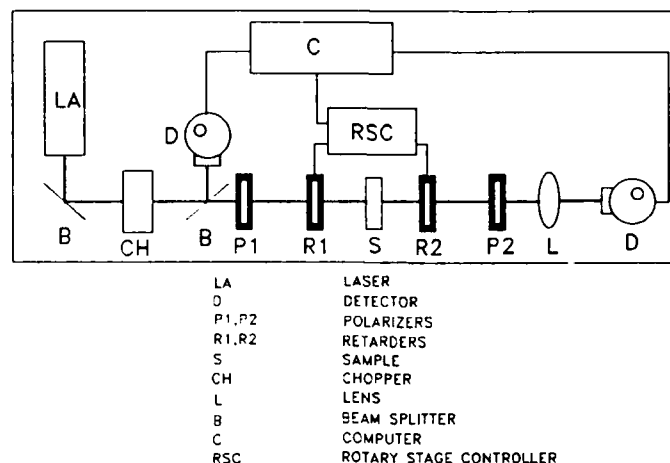 C
LA
D
RSC
B
CH
B
P1
R1
S
R2
P2
L
D
LA LASER
D DETECTOR
P1,P2 POLARIZERS
R1,R2 RETARDERS
S SAMPLE
CH CHOPPER
L LENS
B BEAM SPLITTER
C COMPUTER
RSC ROTARY STAGE CONTROLLER